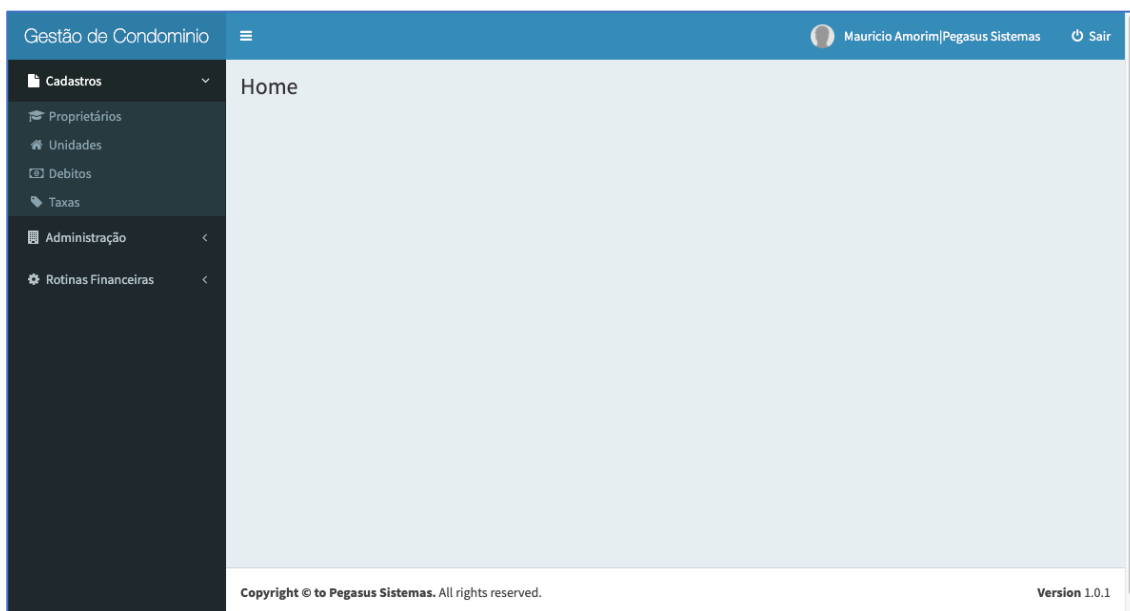 Gestão de Condominio
Mauricio Amorim|Pegasus Sistemas
Sair
Cadastros
Proprietários
Unidades
Debitos
Taxas
Administração
Rotinas Financeiras
Home
Copyright © to Pegasus Sistemas. All rights reserved.
Version 1.0.1